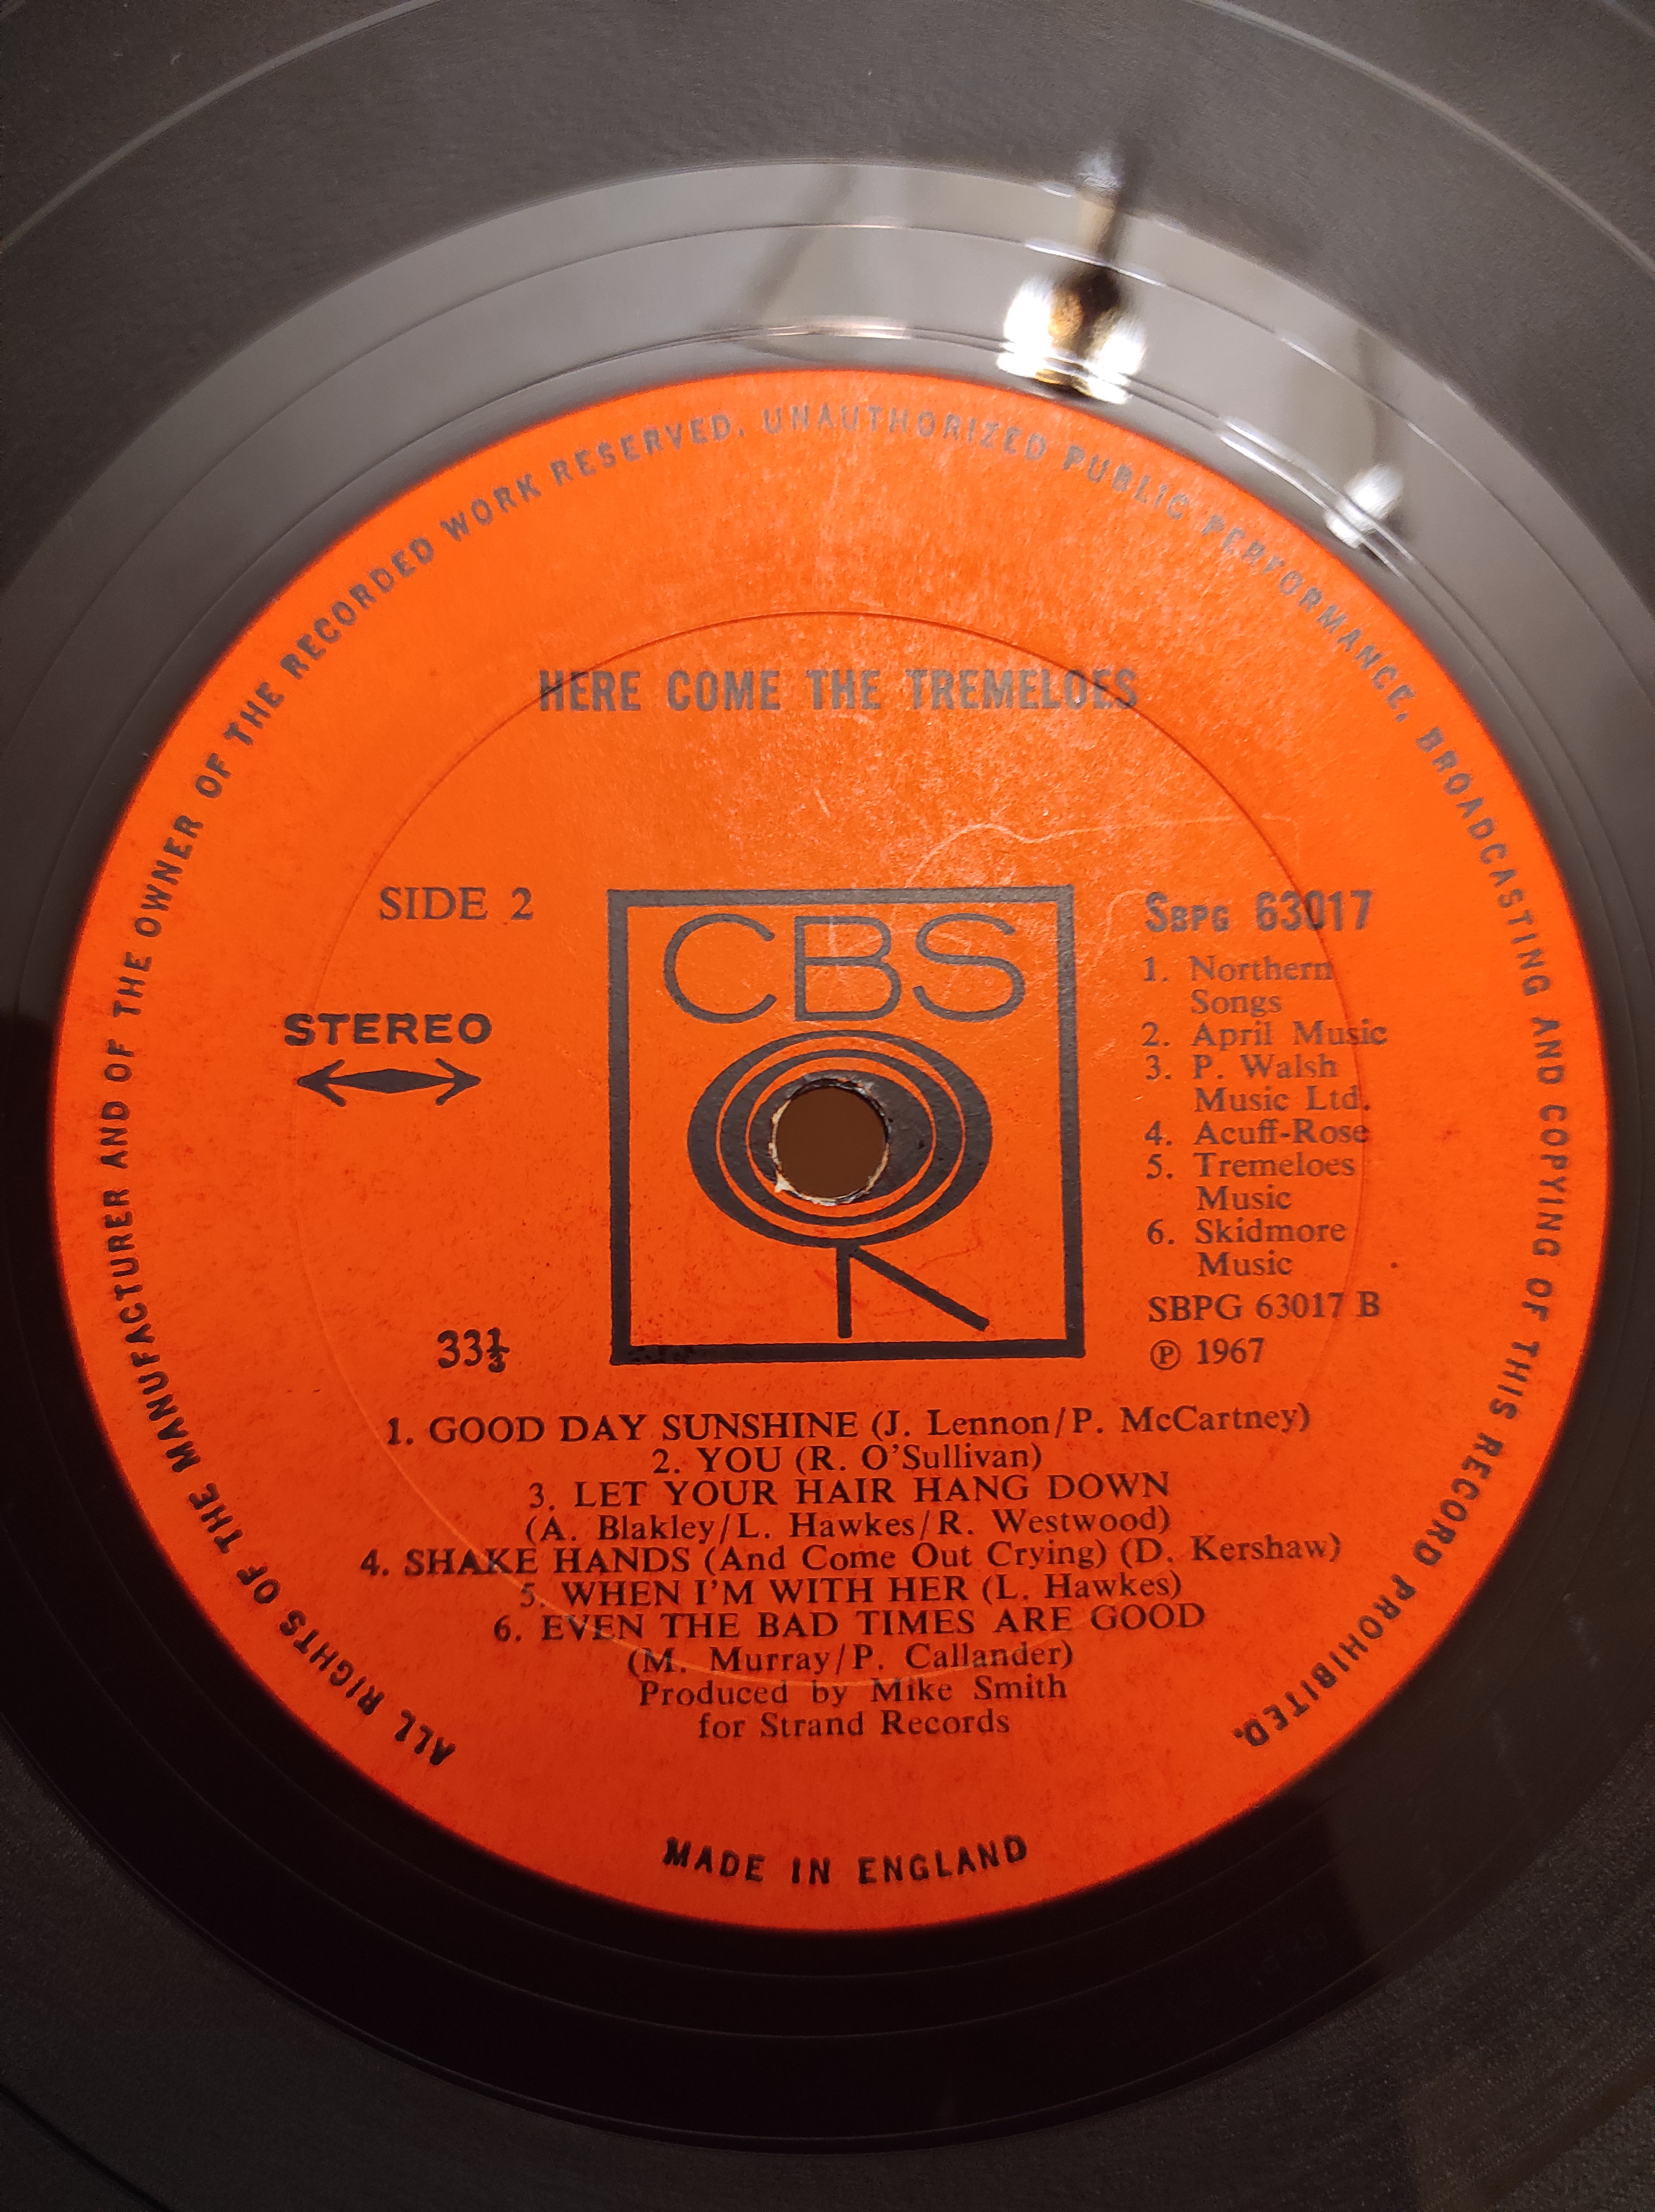 ALL RIGHTS OF THE MANUFACTURER AND OF THE OWNER OF THE RECORDED WORK RESERVED. UNAUTHORIZED PUBLIC PERFORMANCE, BROADCASTING AND COPYING OF THIS RECORD PROHIBITED.
HERE COME THE TREMELOES
SIDE 2
STEREO
33⅓
CBS
SBPG 63017
1. Northern
Songs
2. April Music
3. P. Walsh
Music Ltd.
4. Acuff-Rose
5. Tremeloes
Music
6. Skidmore
Music
SBPG 63017 B
℗ 1967
1. GOOD DAY SUNSHINE (J. Lennon/P. McCartney)
2. YOU (R. O'Sullivan)
3. LET YOUR HAIR HANG DOWN
(A. Blakley/L. Hawkes/R. Westwood)
4. SHAKE HANDS (And Come Out Crying) (D. Kershaw)
5. WHEN I'M WITH HER (L. Hawkes)
6. EVEN THE BAD TIMES ARE GOOD
(M. Murray/P. Callander)
Produced by Mike Smith
for Strand Records
MADE IN ENGLAND